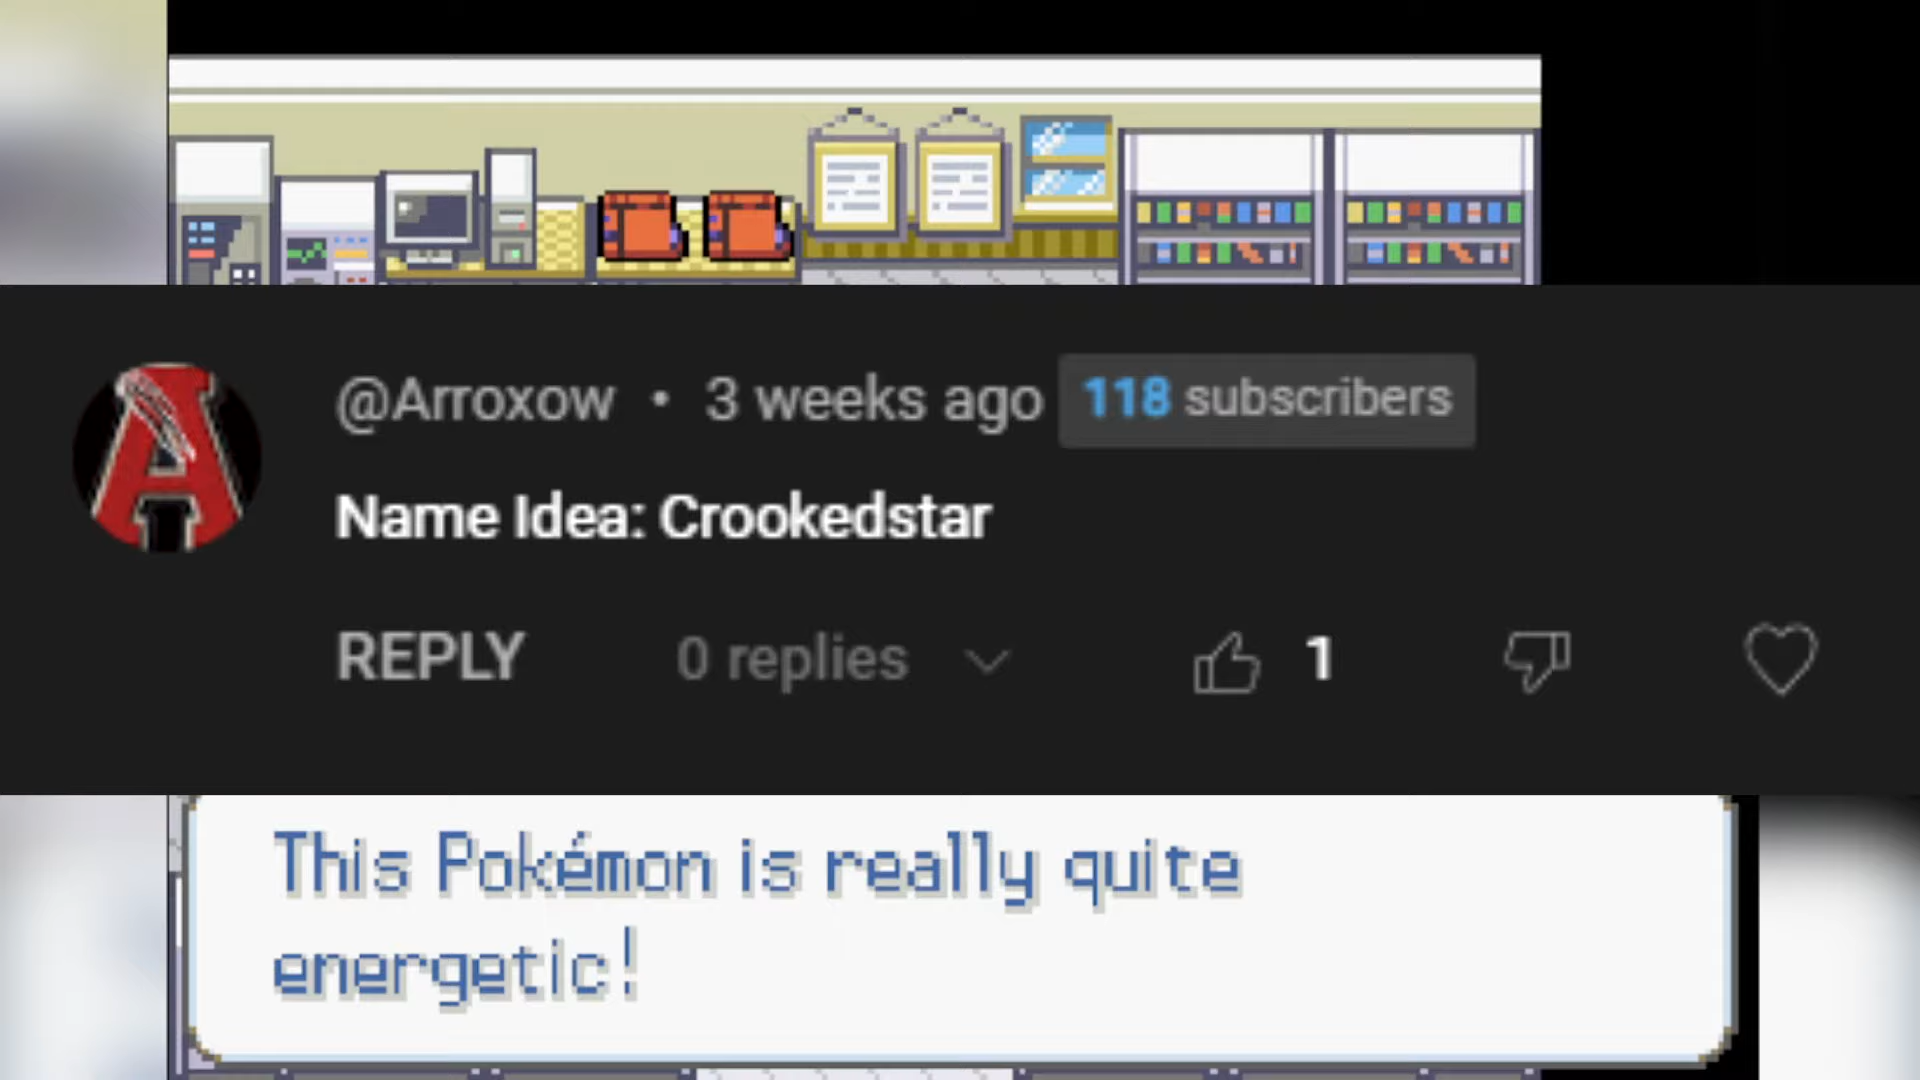 @Arroxow • 3 weeks ago 118 subscribers
Name Idea: Crookedstar
REPLY 0 replies 1
This Pokémon is really quite
energetic!